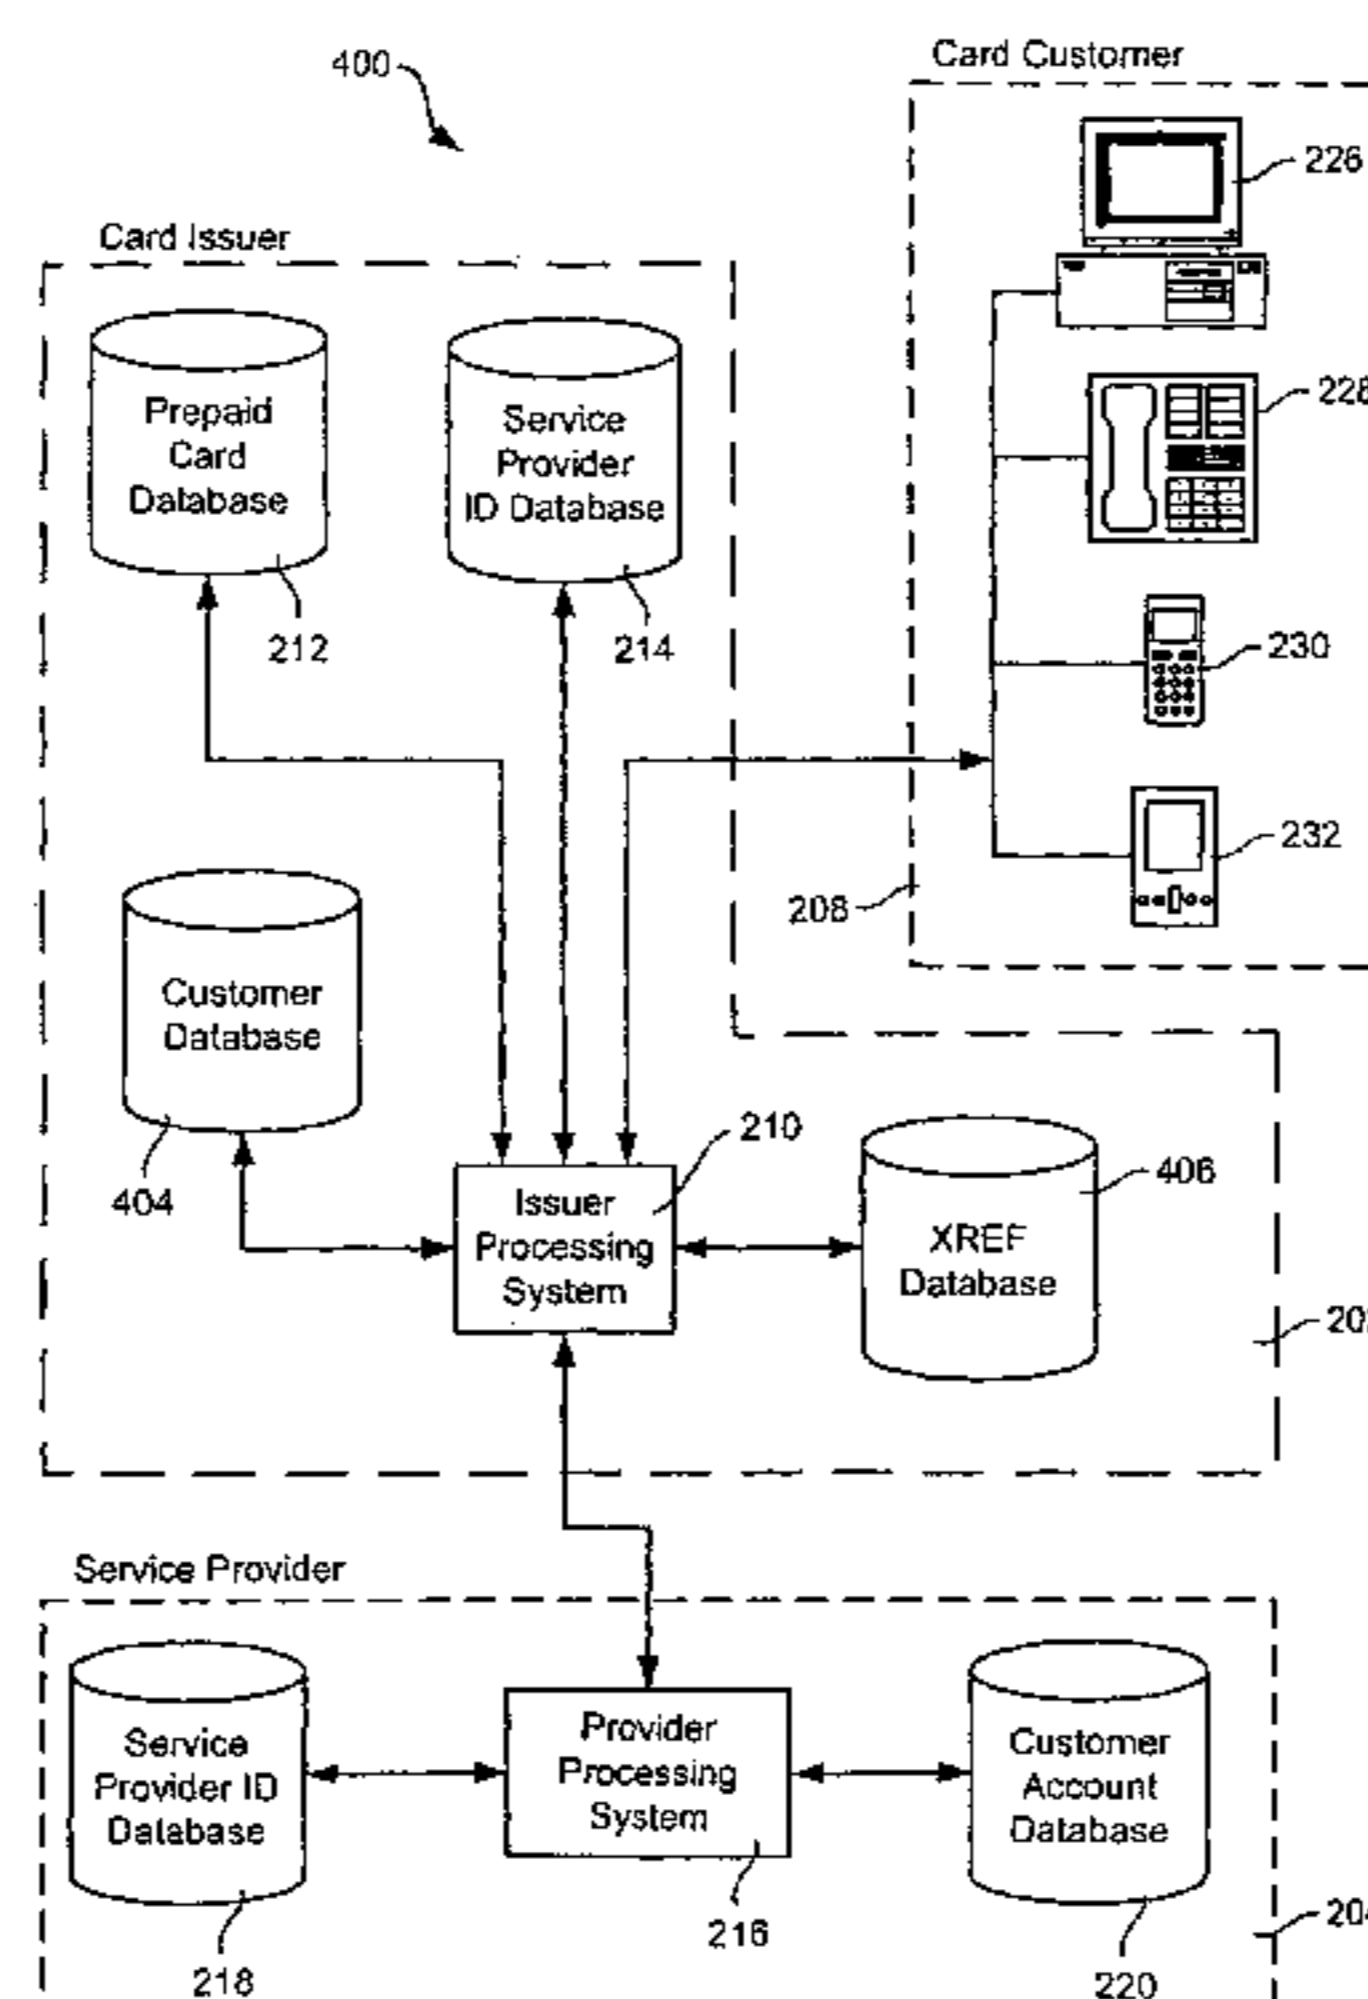 400
Card Customer
226
Card Issuer
Prepaid
Card
Database
Service
Provider
ID Database
228
212
214
230
232
208
Customer
Database
210
404
Issuer
Processing
System
406
XREF
Database
Service Provider
Service
Provider ID
Database
Provider
Processing
System
Customer
Account
Database
216
218
220